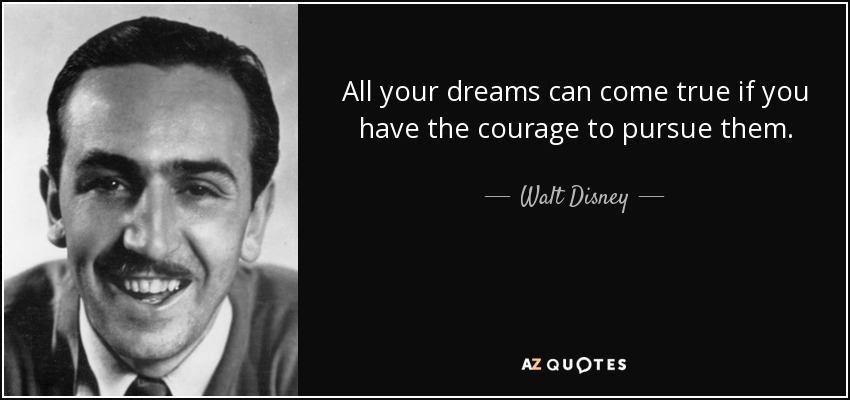 All your dreams can come true if you
have the courage to pursue them.
Walt Disney
AZ QUOTES